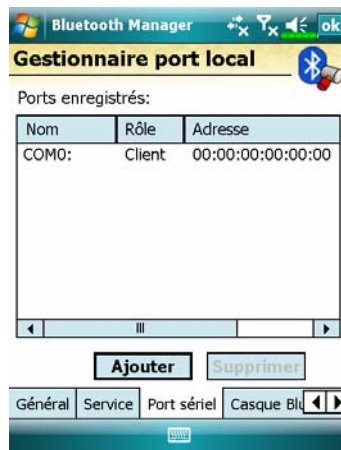 Bluetooth Manager ok
Gestionnaire port local
Ports enregistrés:
Nom Rôle Adresse
COM0: Client 00:00:00:00:00:00
Ajouter Supprimer
Général Service Port sériel Casque Blu